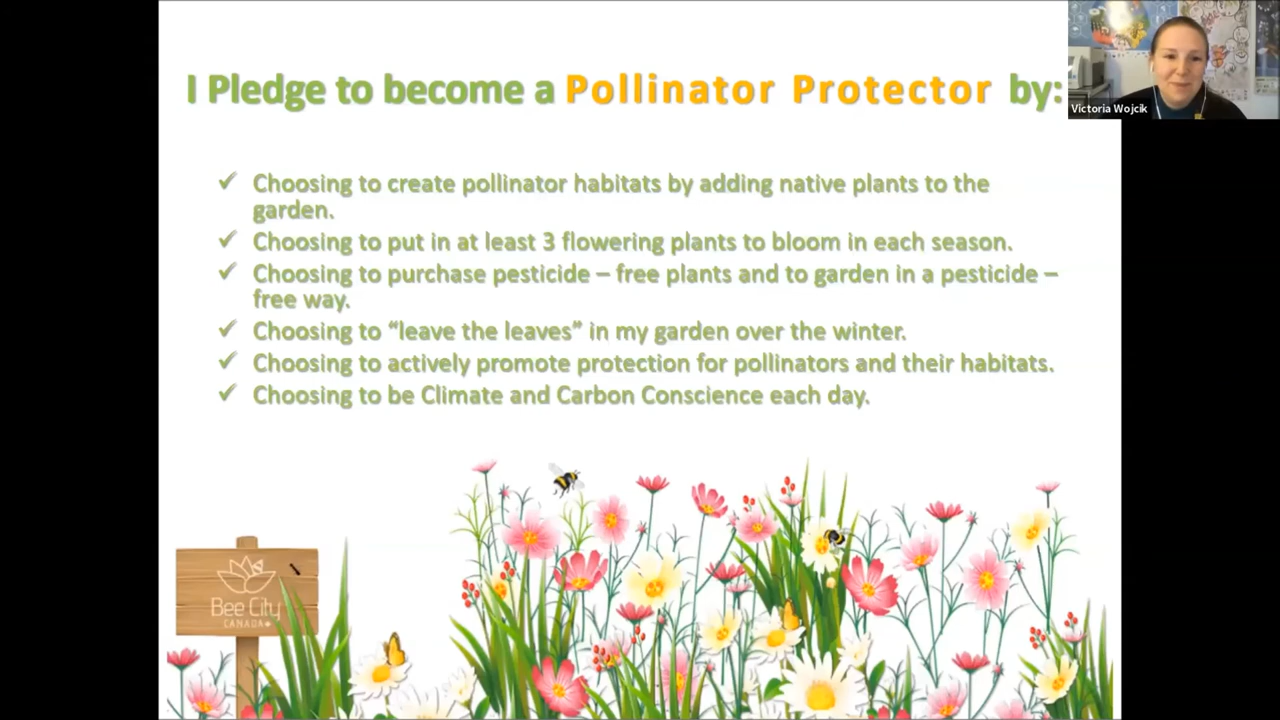 I Pledge to become a Pollinator Protector by:
Victoria Wojcik
✓ Choosing to create pollinator habitats by adding native plants to the
garden.
✓ Choosing to put in at least 3 flowering plants to bloom in each season.
✓ Choosing to purchase pesticide – free plants and to garden in a pesticide –
free way.
✓ Choosing to “leave the leaves” in my garden over the winter.
✓ Choosing to actively promote protection for pollinators and their habitats.
✓ Choosing to be Climate and Carbon Conscience each day.
Bee City
CANADA